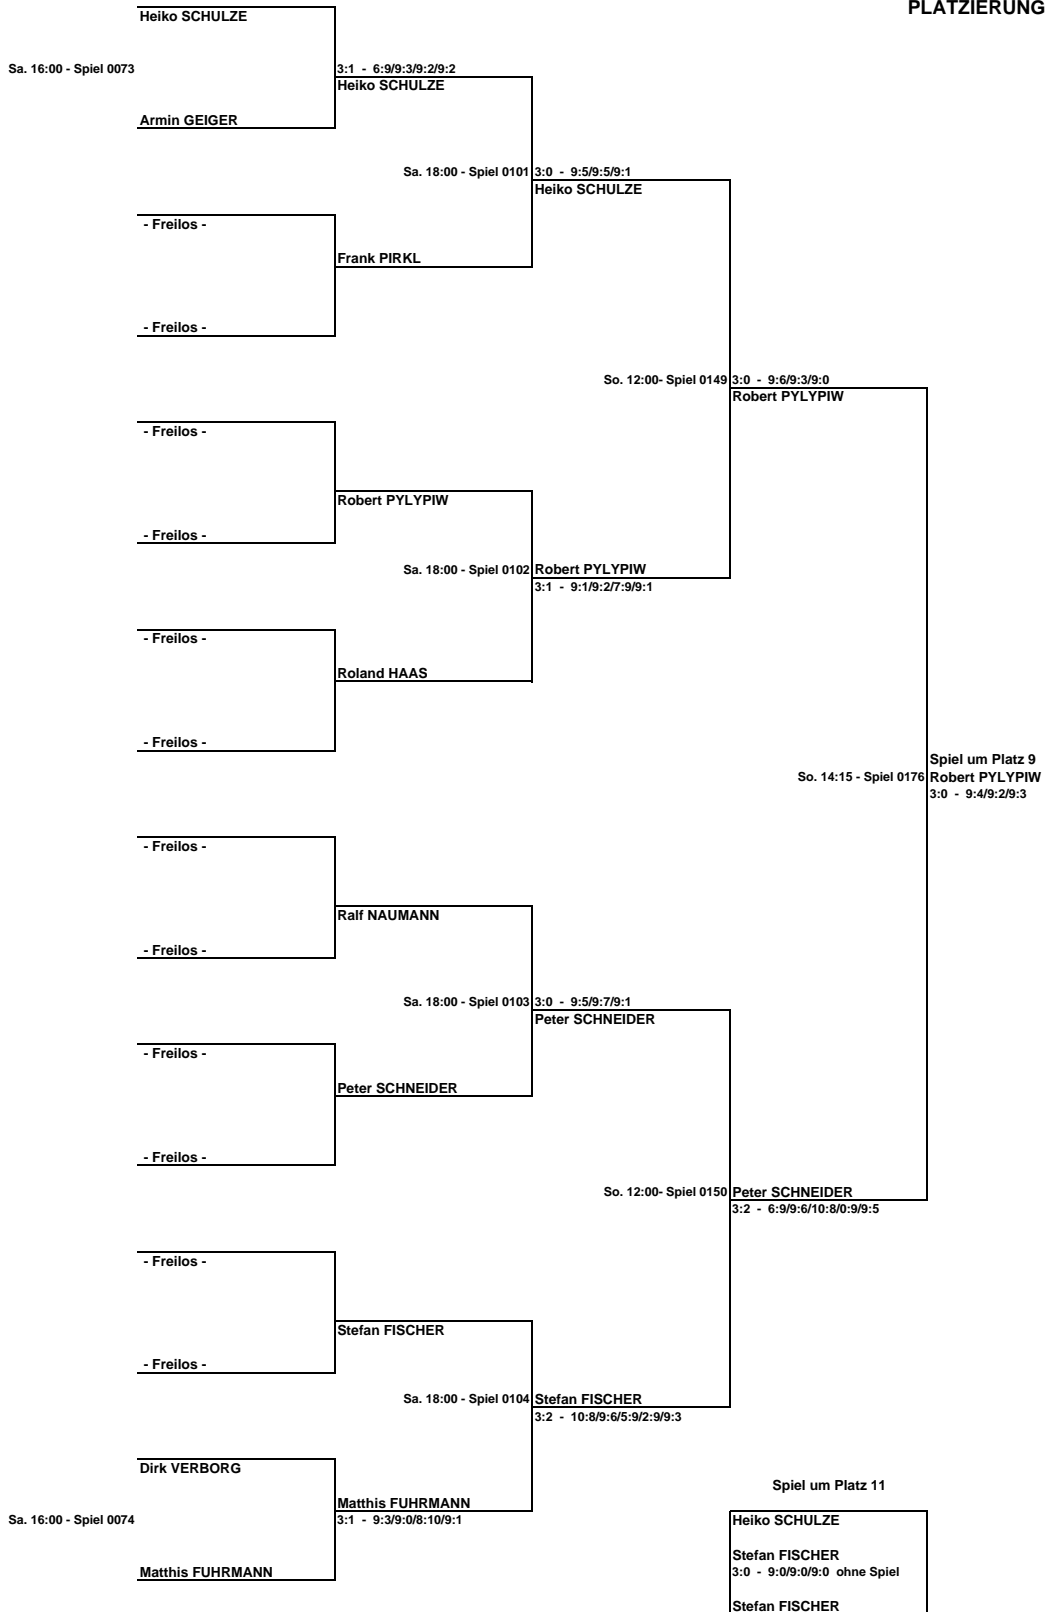 PLATZIERUNG
Heiko SCHULZE
Sa. 16:00 - Spiel 0073
3:1 - 6:9/9:3/9:2/9:2
Heiko SCHULZE
Armin GEIGER
Sa. 18:00 - Spiel 0101
3:0 - 9:5/9:5/9:1
Heiko SCHULZE
- Freilos -
Frank PIRKL
- Freilos -
So. 12:00- Spiel 0149
3:0 - 9:6/9:3/9:0
Robert PYLYPIW
- Freilos -
Robert PYLYPIW
- Freilos -
Sa. 18:00 - Spiel 0102
Robert PYLYPIW
3:1 - 9:1/9:2/7:9/9:1
- Freilos -
Roland HAAS
- Freilos -
Spiel um Platz 9
So. 14:15 - Spiel 0176
Robert PYLYPIW
3:0 - 9:4/9:2/9:3
- Freilos -
Ralf NAUMANN
- Freilos -
Sa. 18:00 - Spiel 0103
3:0 - 9:5/9:7/9:1
Peter SCHNEIDER
- Freilos -
Peter SCHNEIDER
- Freilos -
So. 12:00- Spiel 0150
Peter SCHNEIDER
3:2 - 6:9/9:6/10:8/0:9/9:5
- Freilos -
Stefan FISCHER
- Freilos -
Sa. 18:00 - Spiel 0104
Stefan FISCHER
3:2 - 10:8/9:6/5:9/2:9/9:3
Dirk VERBORG
Matthis FUHRMANN
Sa. 16:00 - Spiel 0074
3:1 - 9:3/9:0/8:10/9:1
Matthis FUHRMANN
Spiel um Platz 11
Heiko SCHULZE
Stefan FISCHER
3:0 - 9:0/9:0/9:0 ohne Spiel
Stefan FISCHER